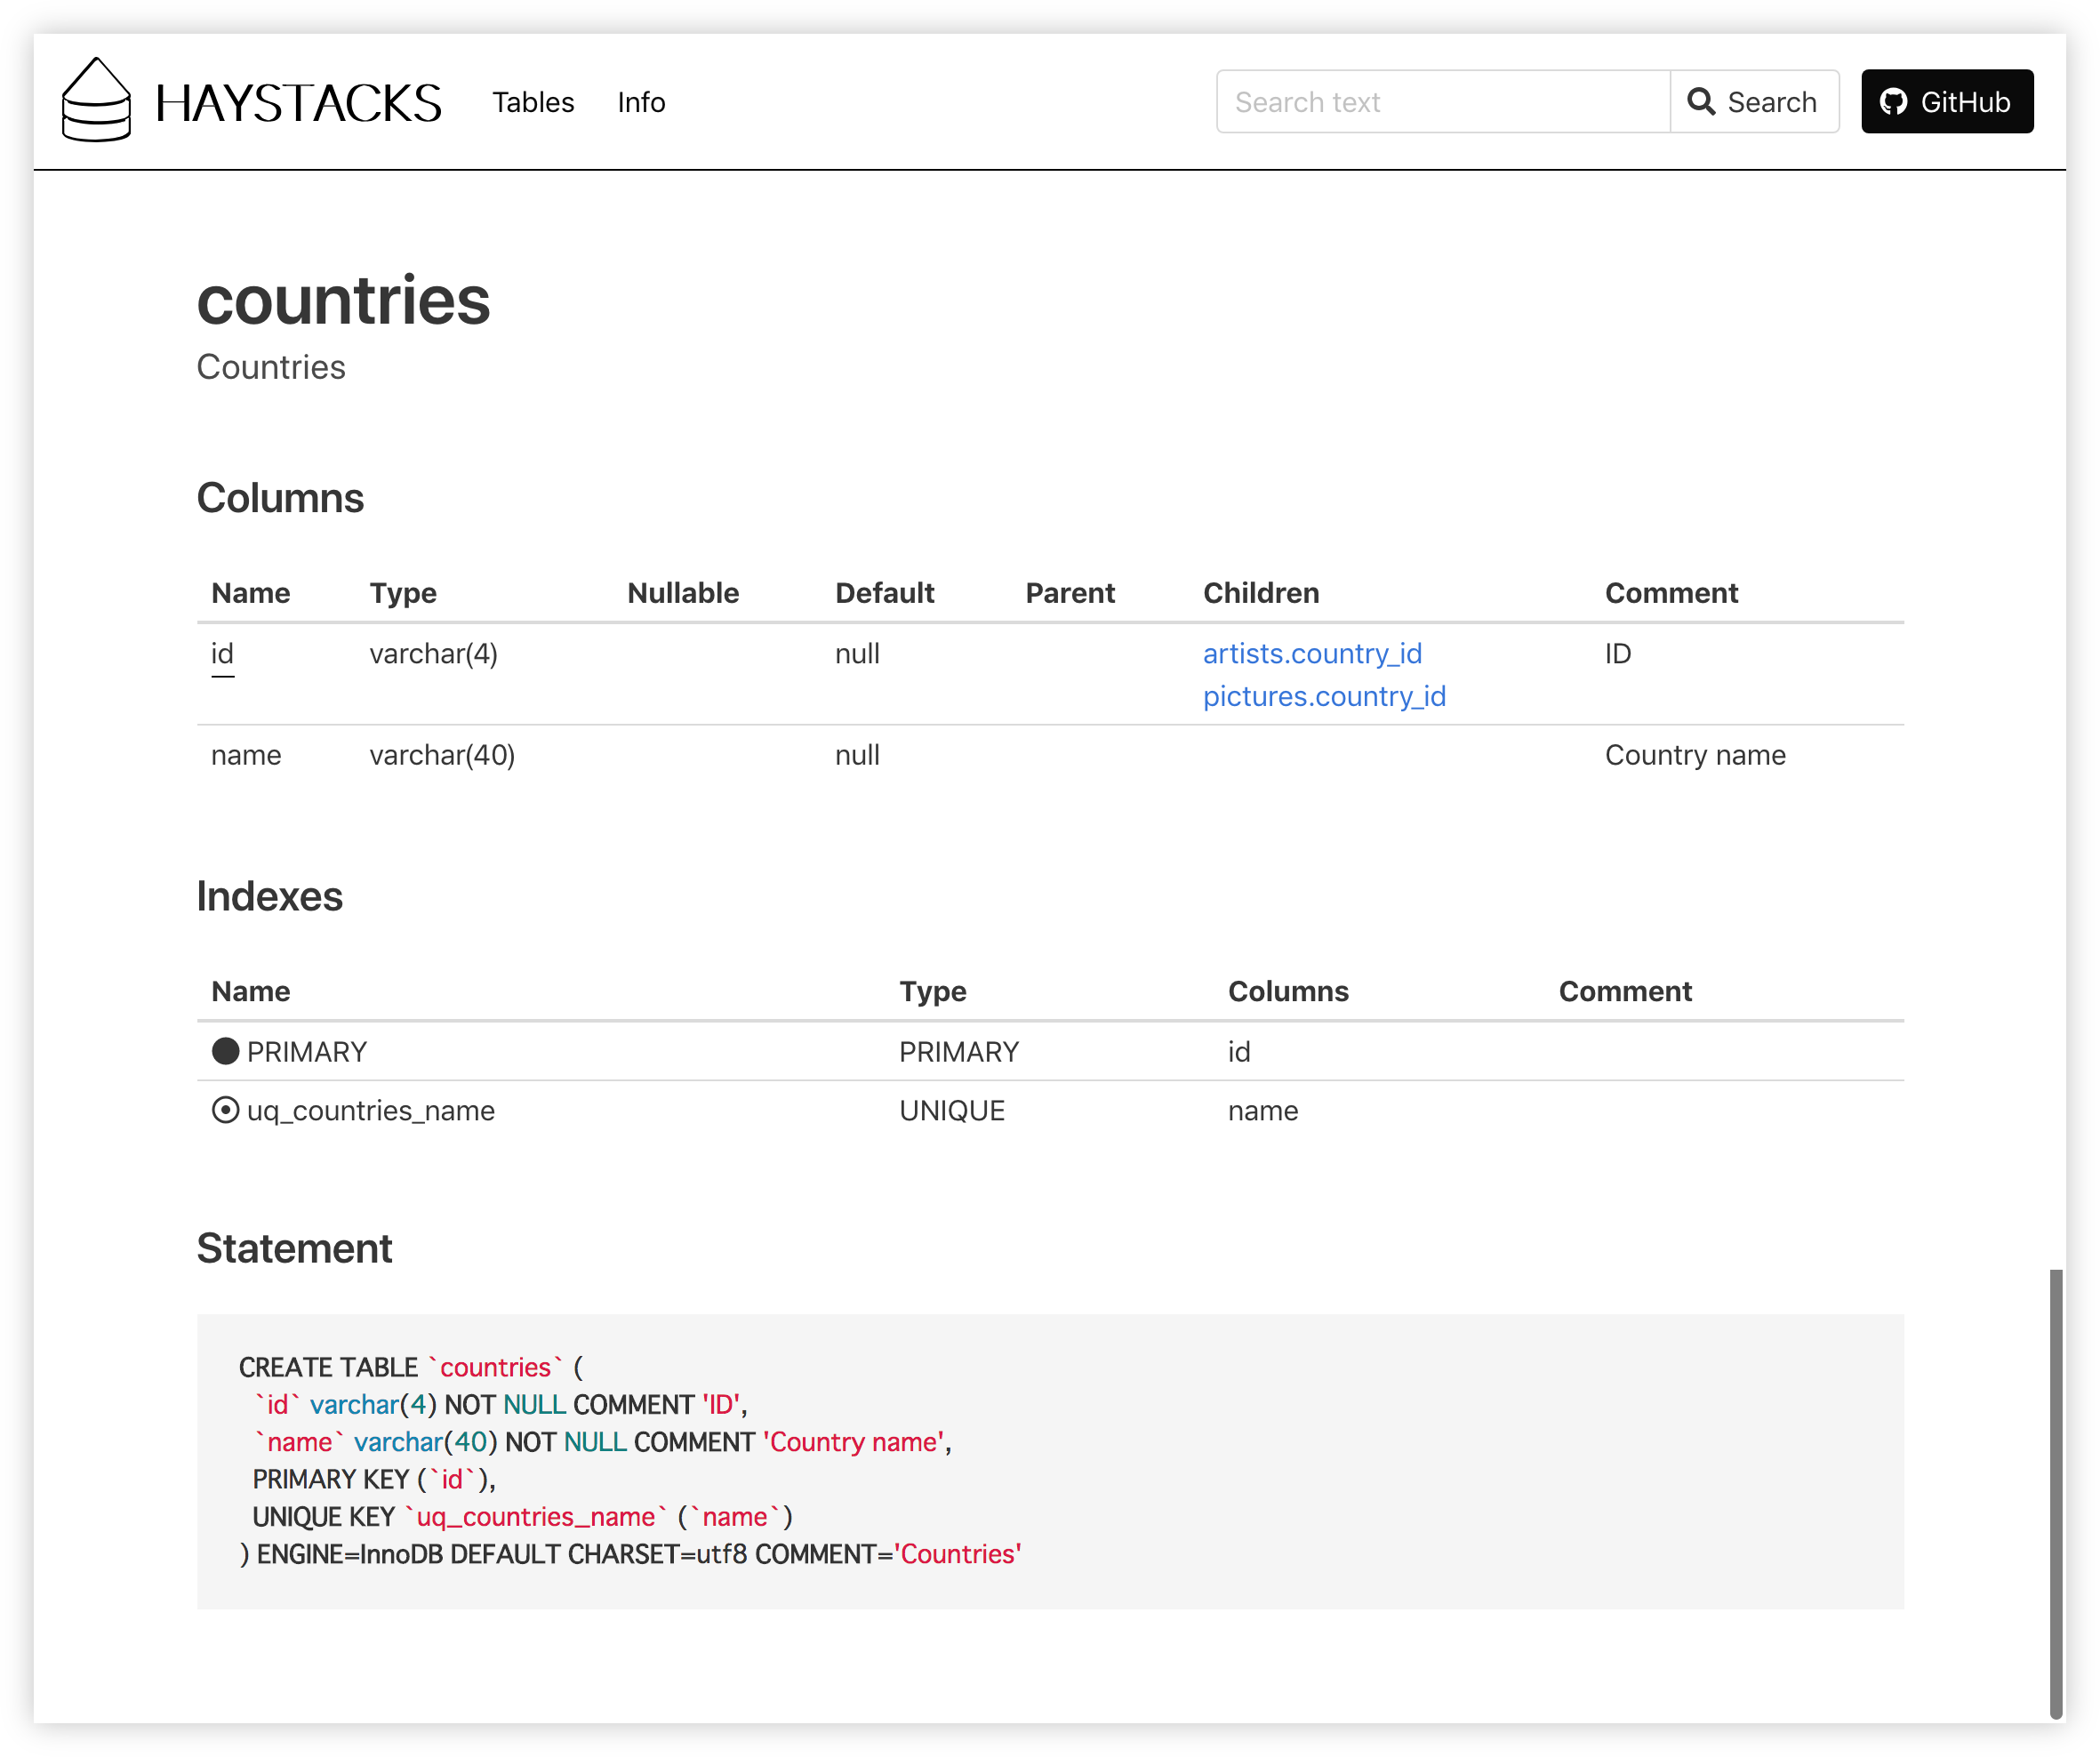 HAYSTACKS Tables Info Search text Search GitHub
countries
Countries
Columns
Name Type Nullable Default Parent Children Comment
id varchar(4) null artists.country_id ID
pictures.country_id
name varchar(40) null Country name
Indexes
Name Type Columns Comment
PRIMARY PRIMARY id
uq_countries_name UNIQUE name
Statement
CREATE TABLE `countries` (
  `id` varchar(4) NOT NULL COMMENT 'ID',
  `name` varchar(40) NOT NULL COMMENT 'Country name',
  PRIMARY KEY (`id`),
  UNIQUE KEY `uq_countries_name` (`name`)
) ENGINE=InnoDB DEFAULT CHARSET=utf8 COMMENT='Countries'